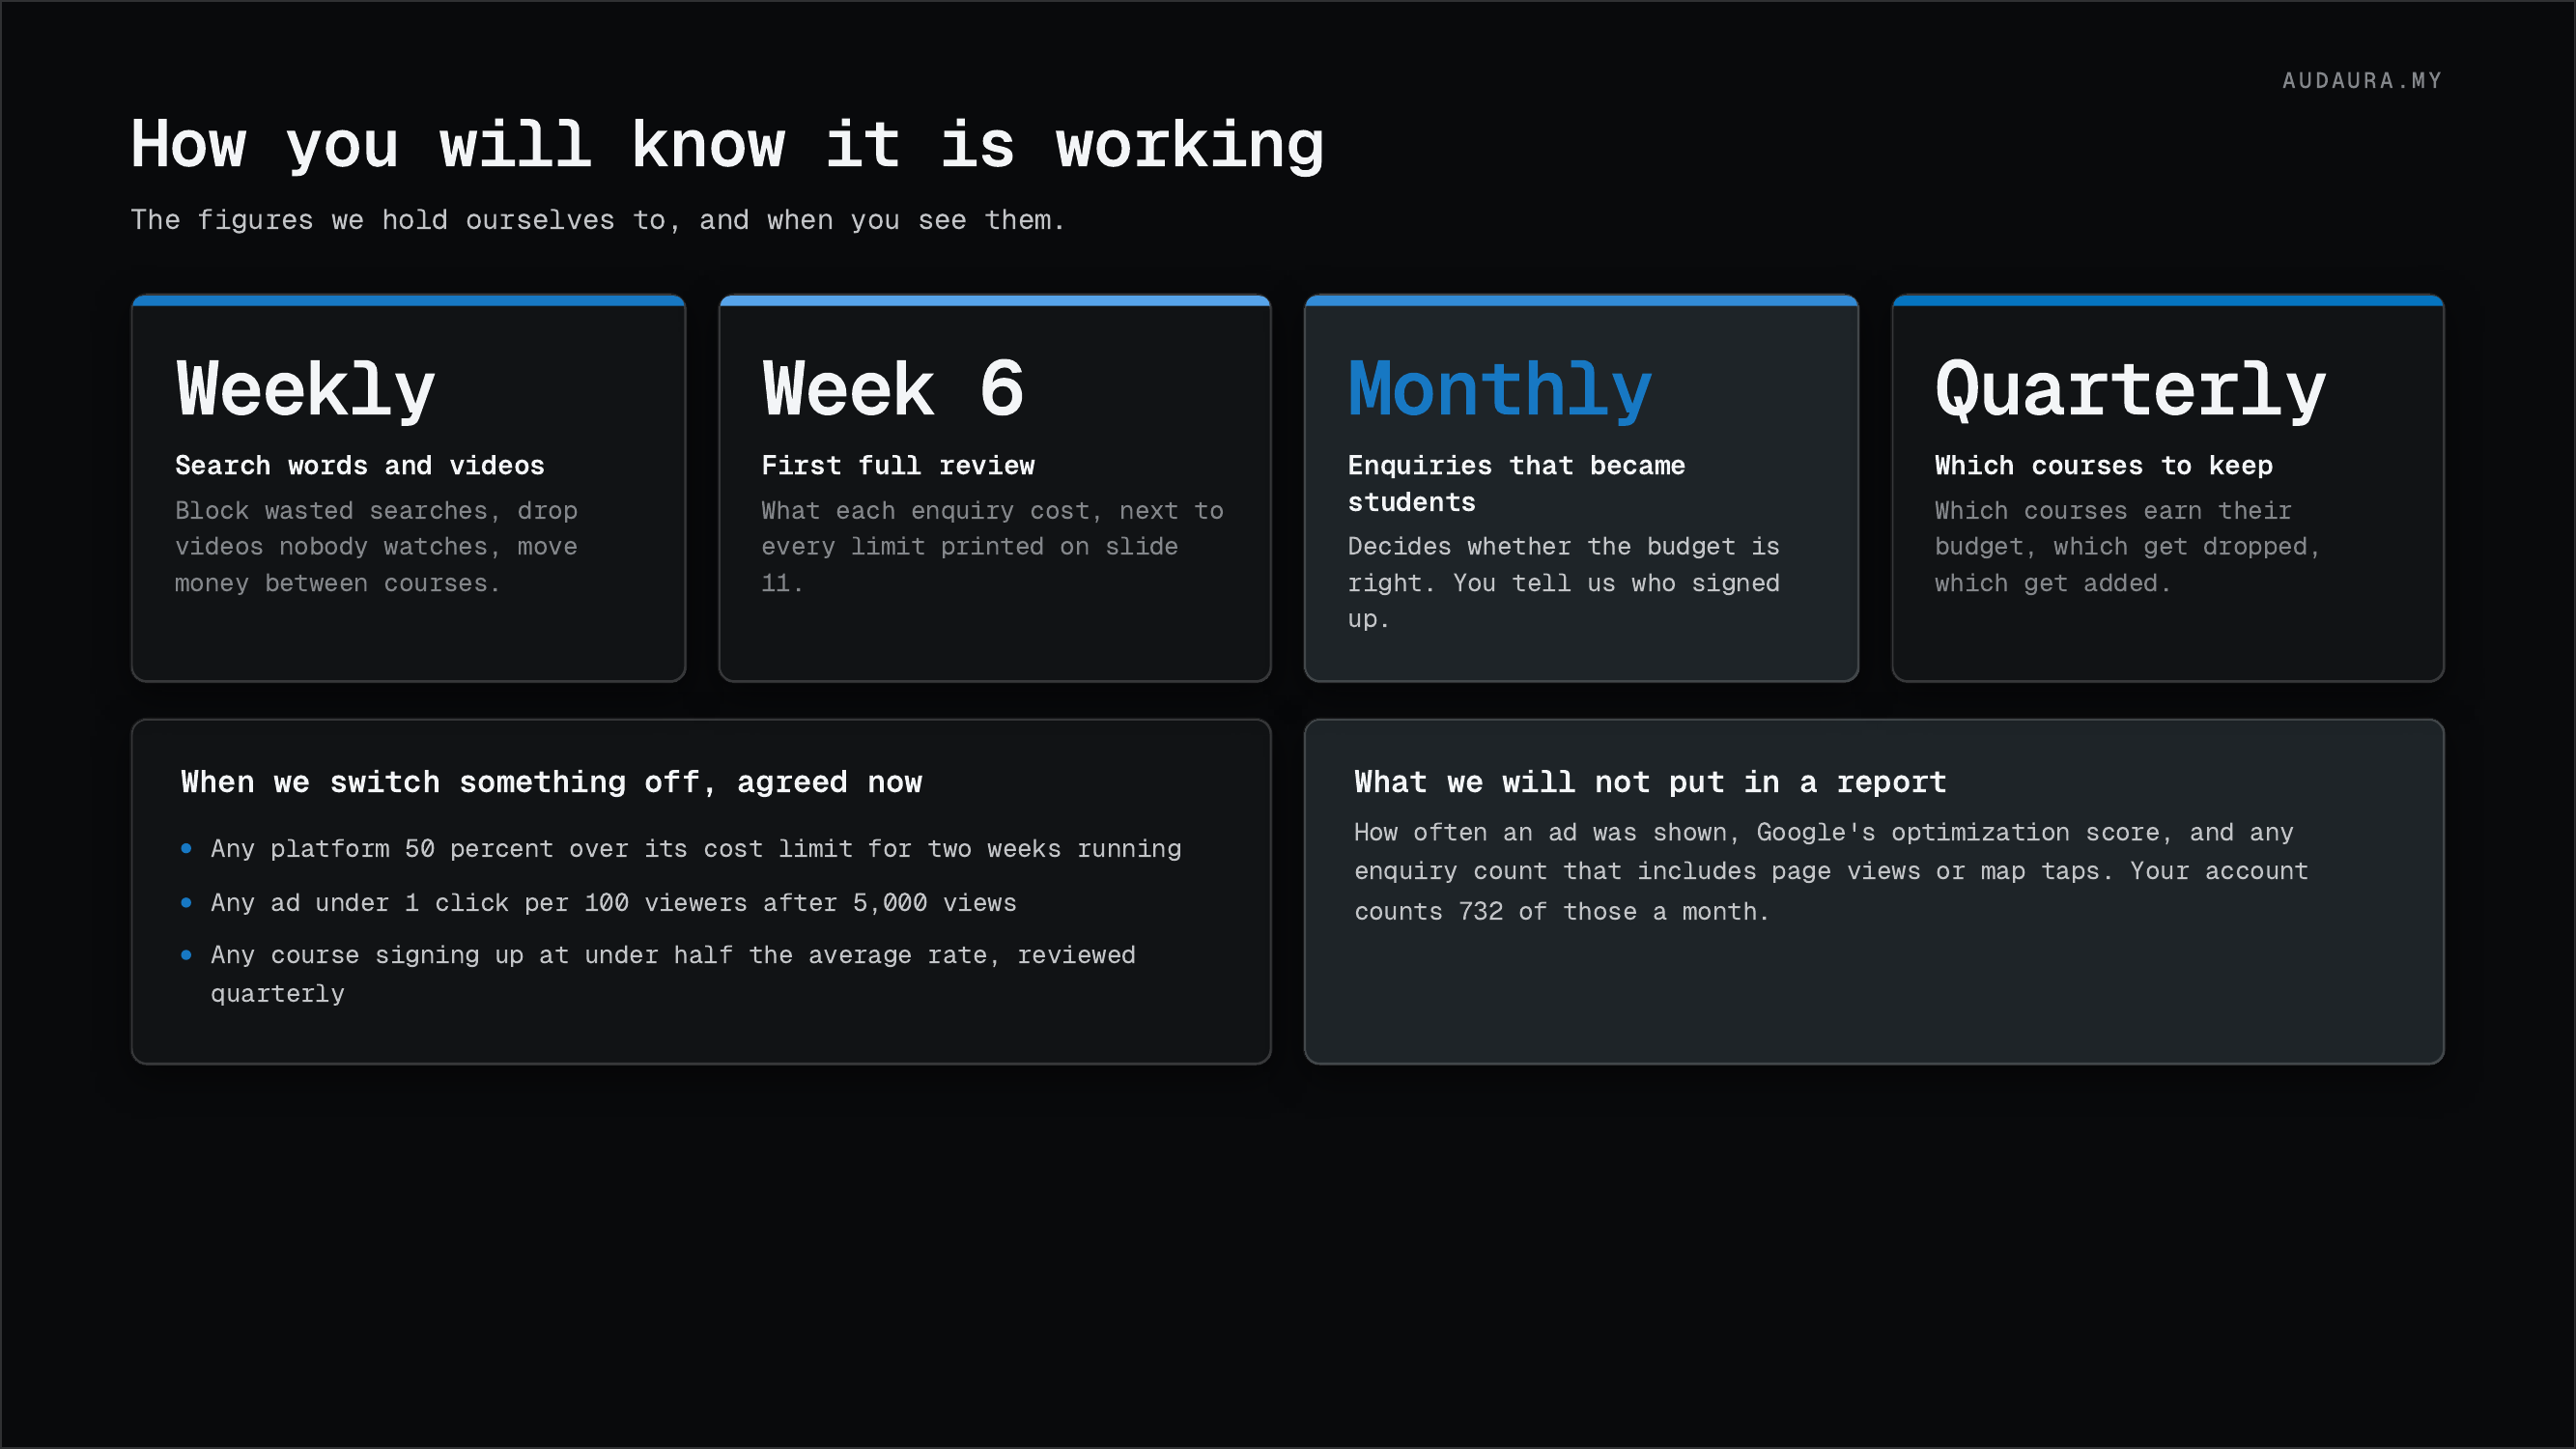 AUDAURA.MY
How you will know it is working
The figures we hold ourselves to, and when you see them.
Weekly
Search words and videos
Block wasted searches, drop
videos nobody watches, move
money between courses.
Week 6
First full review
What each enquiry cost, next to
every limit printed on slide
11.
Monthly
Enquiries that became
students
Decides whether the budget is
right. You tell us who signed
up.
Quarterly
Which courses to keep
Which courses earn their
budget, which get dropped,
which get added.
When we switch something off, agreed now
• Any platform 50 percent over its cost limit for two weeks running
• Any ad under 1 click per 100 viewers after 5,000 views
• Any course signing up at under half the average rate, reviewed
quarterly
What we will not put in a report
How often an ad was shown, Google's optimization score, and any
enquiry count that includes page views or map taps. Your account
counts 732 of those a month.